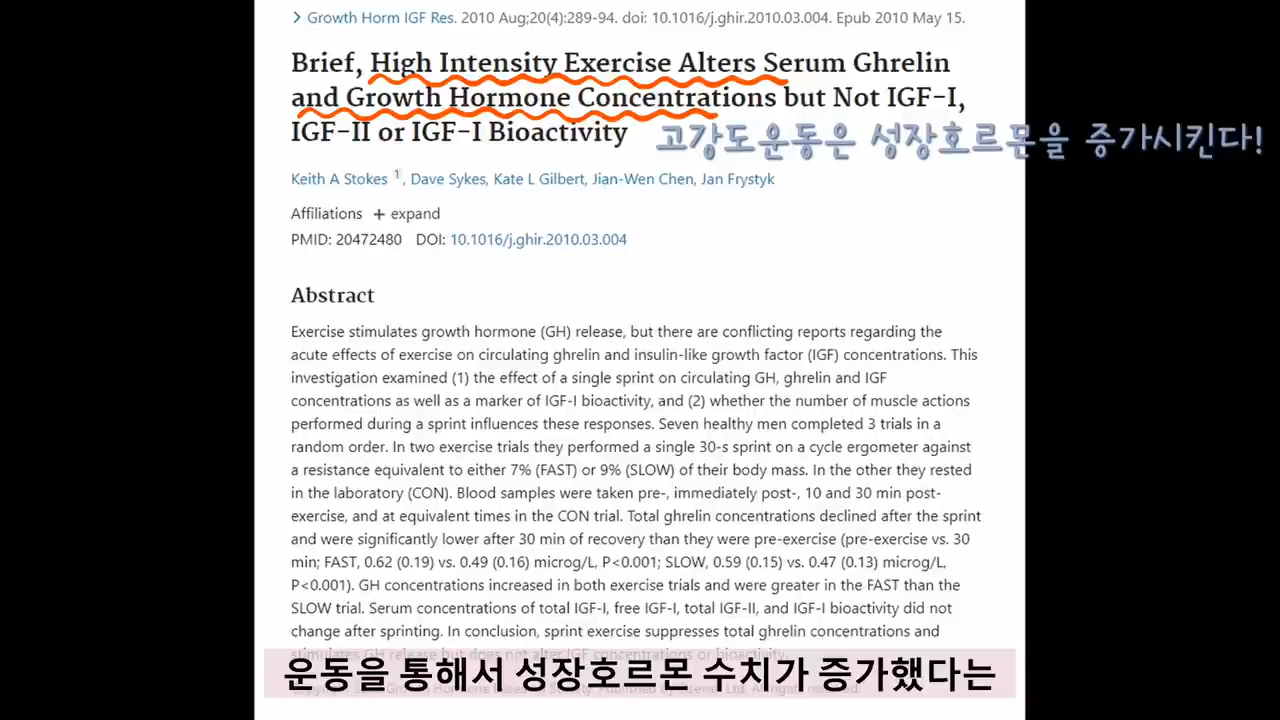 Growth Horm IGF Res. 2010 Aug;20(4):289-94. doi: 10.1016/j.ghir.2010.03.004. Epub 2010 May 15.
Brief, High Intensity Exercise Alters Serum Ghrelin
and Growth Hormone Concentrations but Not IGF-I,
IGF-II or IGF-I Bioactivity
고강도운동은 성장호르몬을 증가시킨다!
Keith A Stokes 1, Dave Sykes, Kate L Gilbert, Jian-Wen Chen, Jan Frystyk
Affiliations + expand
PMID: 20472480 DOI: 10.1016/j.ghir.2010.03.004
Abstract
Exercise stimulates growth hormone (GH) release, but there are conflicting reports regarding the
acute effects of exercise on circulating ghrelin and insulin-like growth factor (IGF) concentrations. This
investigation examined (1) the effect of a single sprint on circulating GH, ghrelin and IGF
concentrations as well as a marker of IGF-I bioactivity, and (2) whether the number of muscle actions
performed during a sprint influences these responses. Seven healthy men completed 3 trials in a
random order. In two exercise trials they performed a single 30-s sprint on a cycle ergometer against
a resistance equivalent to either 7% (FAST) or 9% (SLOW) of their body mass. In the other they rested
in the laboratory (CON). Blood samples were taken pre-, immediately post-, 10 and 30 min post-
exercise, and at equivalent times in the CON trial. Total ghrelin concentrations declined after the sprint
and were significantly lower after 30 min of recovery than they were pre-exercise (pre-exercise vs. 30
min; FAST, 0.62 (0.19) vs. 0.49 (0.16) microg/L, P<0.001; SLOW, 0.59 (0.15) vs. 0.47 (0.13) microg/L,
P<0.001). GH concentrations increased in both exercise trials and were greater in the FAST than the
SLOW trial. Serum concentrations of total IGF-I, free IGF-I, total IGF-II, and IGF-I bioactivity did not
change after sprinting. In conclusion, sprint exercise suppresses total ghrelin concentrations and
stimulates GH release but does not alter IGF concentrations or bioactivity.
운동을 통해서 성장호르몬 수치가 증가했다는